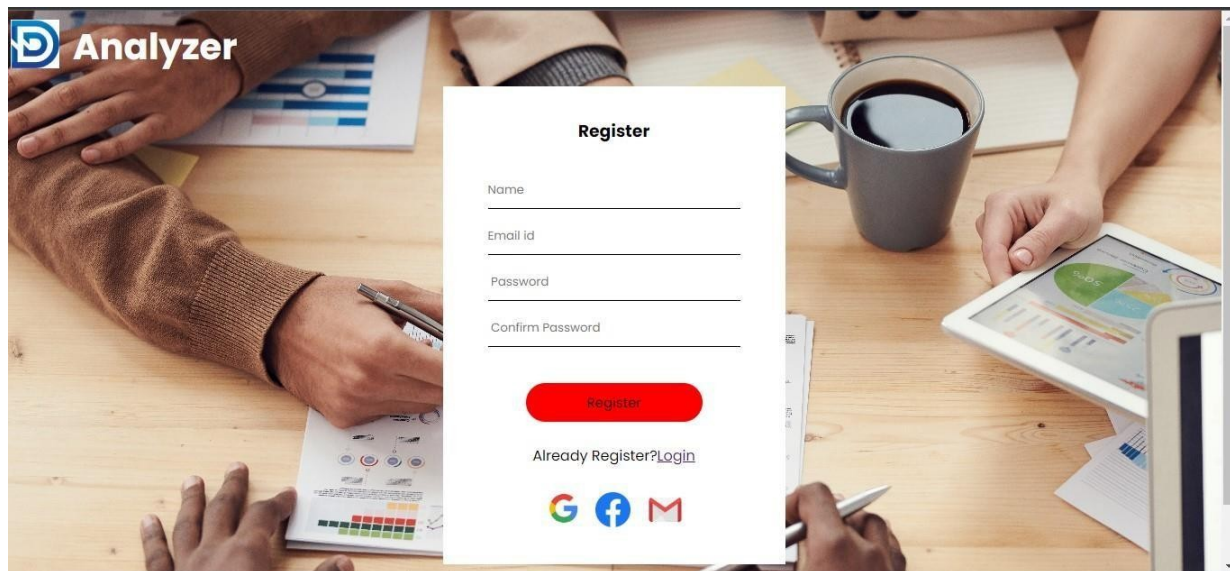 Analyzer
Register
Name
Email id
Password
Confirm Password
Register
Already Register?Login